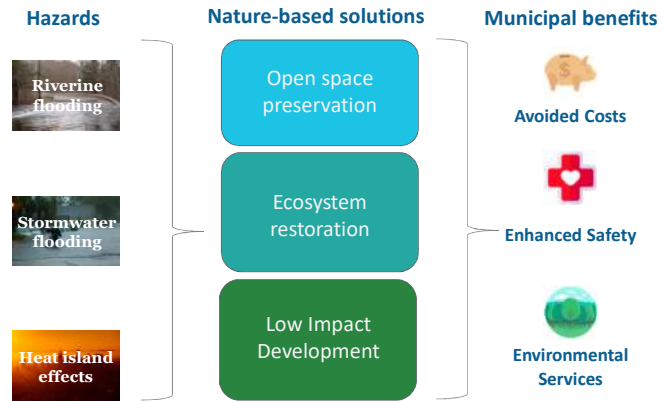 Hazards
Nature-based solutions
Municipal benefits
Riverine
flooding
Open space
preservation
$
Avoided Costs
Stormwater
flooding
Ecosystem
restoration
Enhanced Safety
Heat island
effects
Low Impact
Development
Environmental
Services